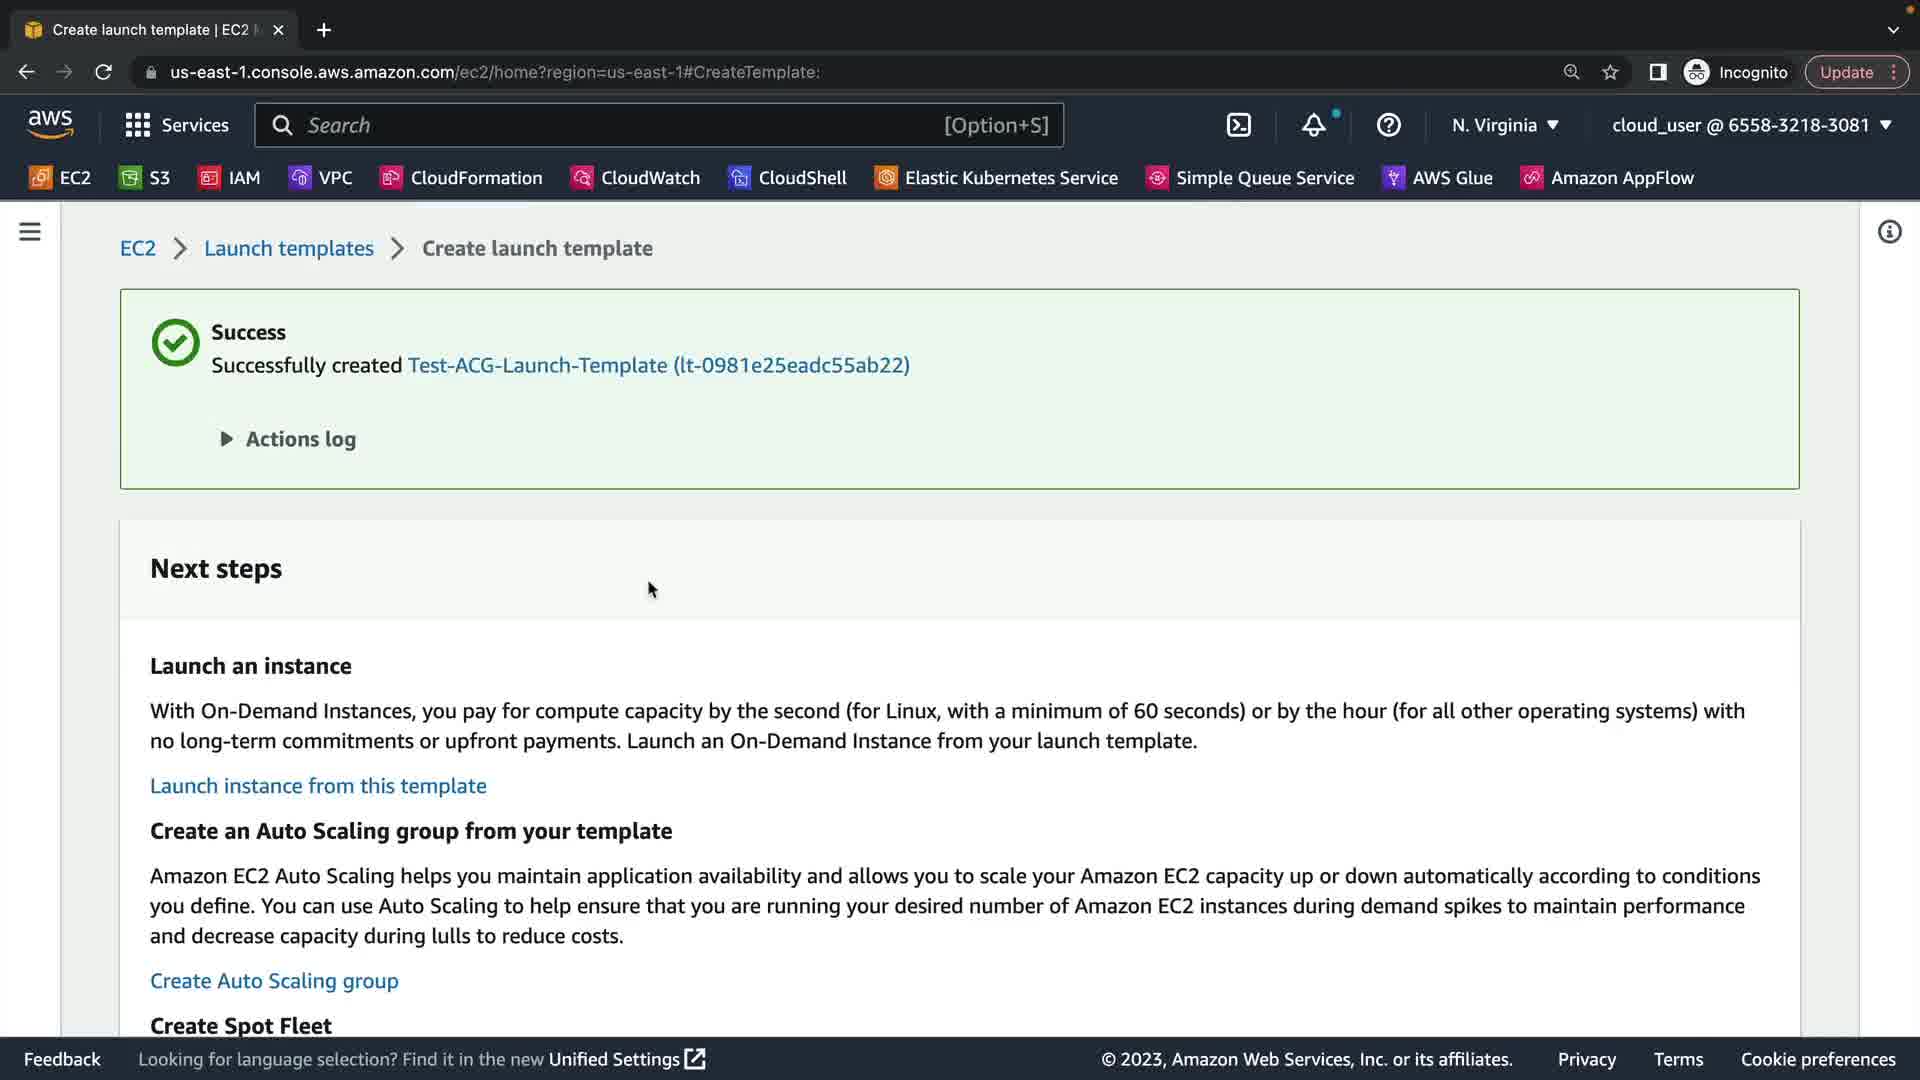 Create launch template | EC2
us-east-1.console.aws.amazon.com/ec2/home?region=us-east-1#CreateTemplate:
Incognito
Update
aws
Services
Search
[Option+S]
N. Virginia
cloud_user @ 6558-3218-3081
EC2
S3
IAM
VPC
CloudFormation
CloudWatch
CloudShell
Elastic Kubernetes Service
Simple Queue Service
AWS Glue
Amazon AppFlow
EC2 > Launch templates > Create launch template
Success
Successfully created Test-ACG-Launch-Template (lt-0981e25eadc55ab22)
Actions log
Next steps
Launch an instance
With On-Demand Instances, you pay for compute capacity by the second (for Linux, with a minimum of 60 seconds) or by the hour (for all other operating systems) with
no long-term commitments or upfront payments. Launch an On-Demand Instance from your launch template.
Launch instance from this template
Create an Auto Scaling group from your template
Amazon EC2 Auto Scaling helps you maintain application availability and allows you to scale your Amazon EC2 capacity up or down automatically according to conditions
you define. You can use Auto Scaling to help ensure that you are running your desired number of Amazon EC2 instances during demand spikes to maintain performance
and decrease capacity during lulls to reduce costs.
Create Auto Scaling group
Create Spot Fleet
Feedback
Looking for language selection? Find it in the new Unified Settings
© 2023, Amazon Web Services, Inc. or its affiliates.
Privacy
Terms
Cookie preferences